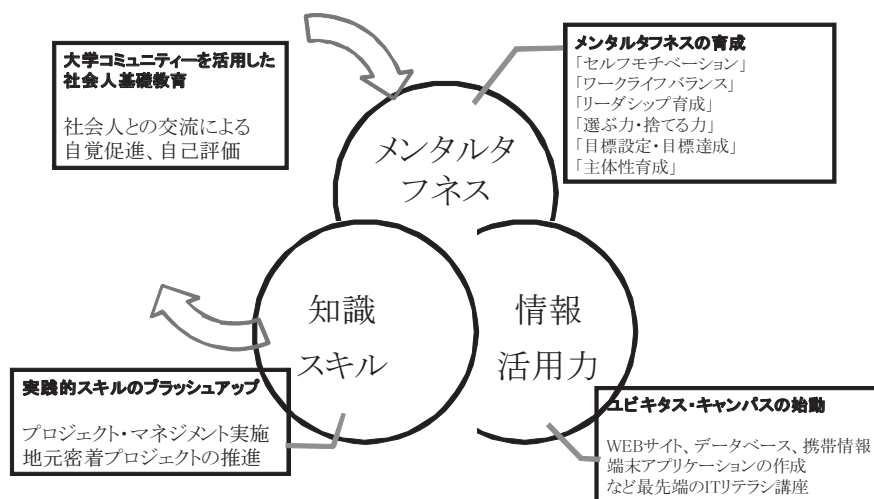 大学コミュニティーを活用した
社会人基礎教育
社会人との交流による
自覚促進、自己評価
メンタルタフネスの育成
「セルフモチベーション」
「ワークライフバランス」
「リーダシップ育成」
「選ぶ力・捨てる力」
「目標設定・目標達成」
「主体性育成」
メンタルタ
フネス
知識
スキル
情報
活用力
実践的スキルのブラッシュアップ
プロジェクト・マネジメント実施
地元密着プロジェクトの推進
ユビキタス・キャンパスの始動
WEBサイト、データベース、携帯情報
端末アプリケーションの作成
など最先端のITリテラシ講座